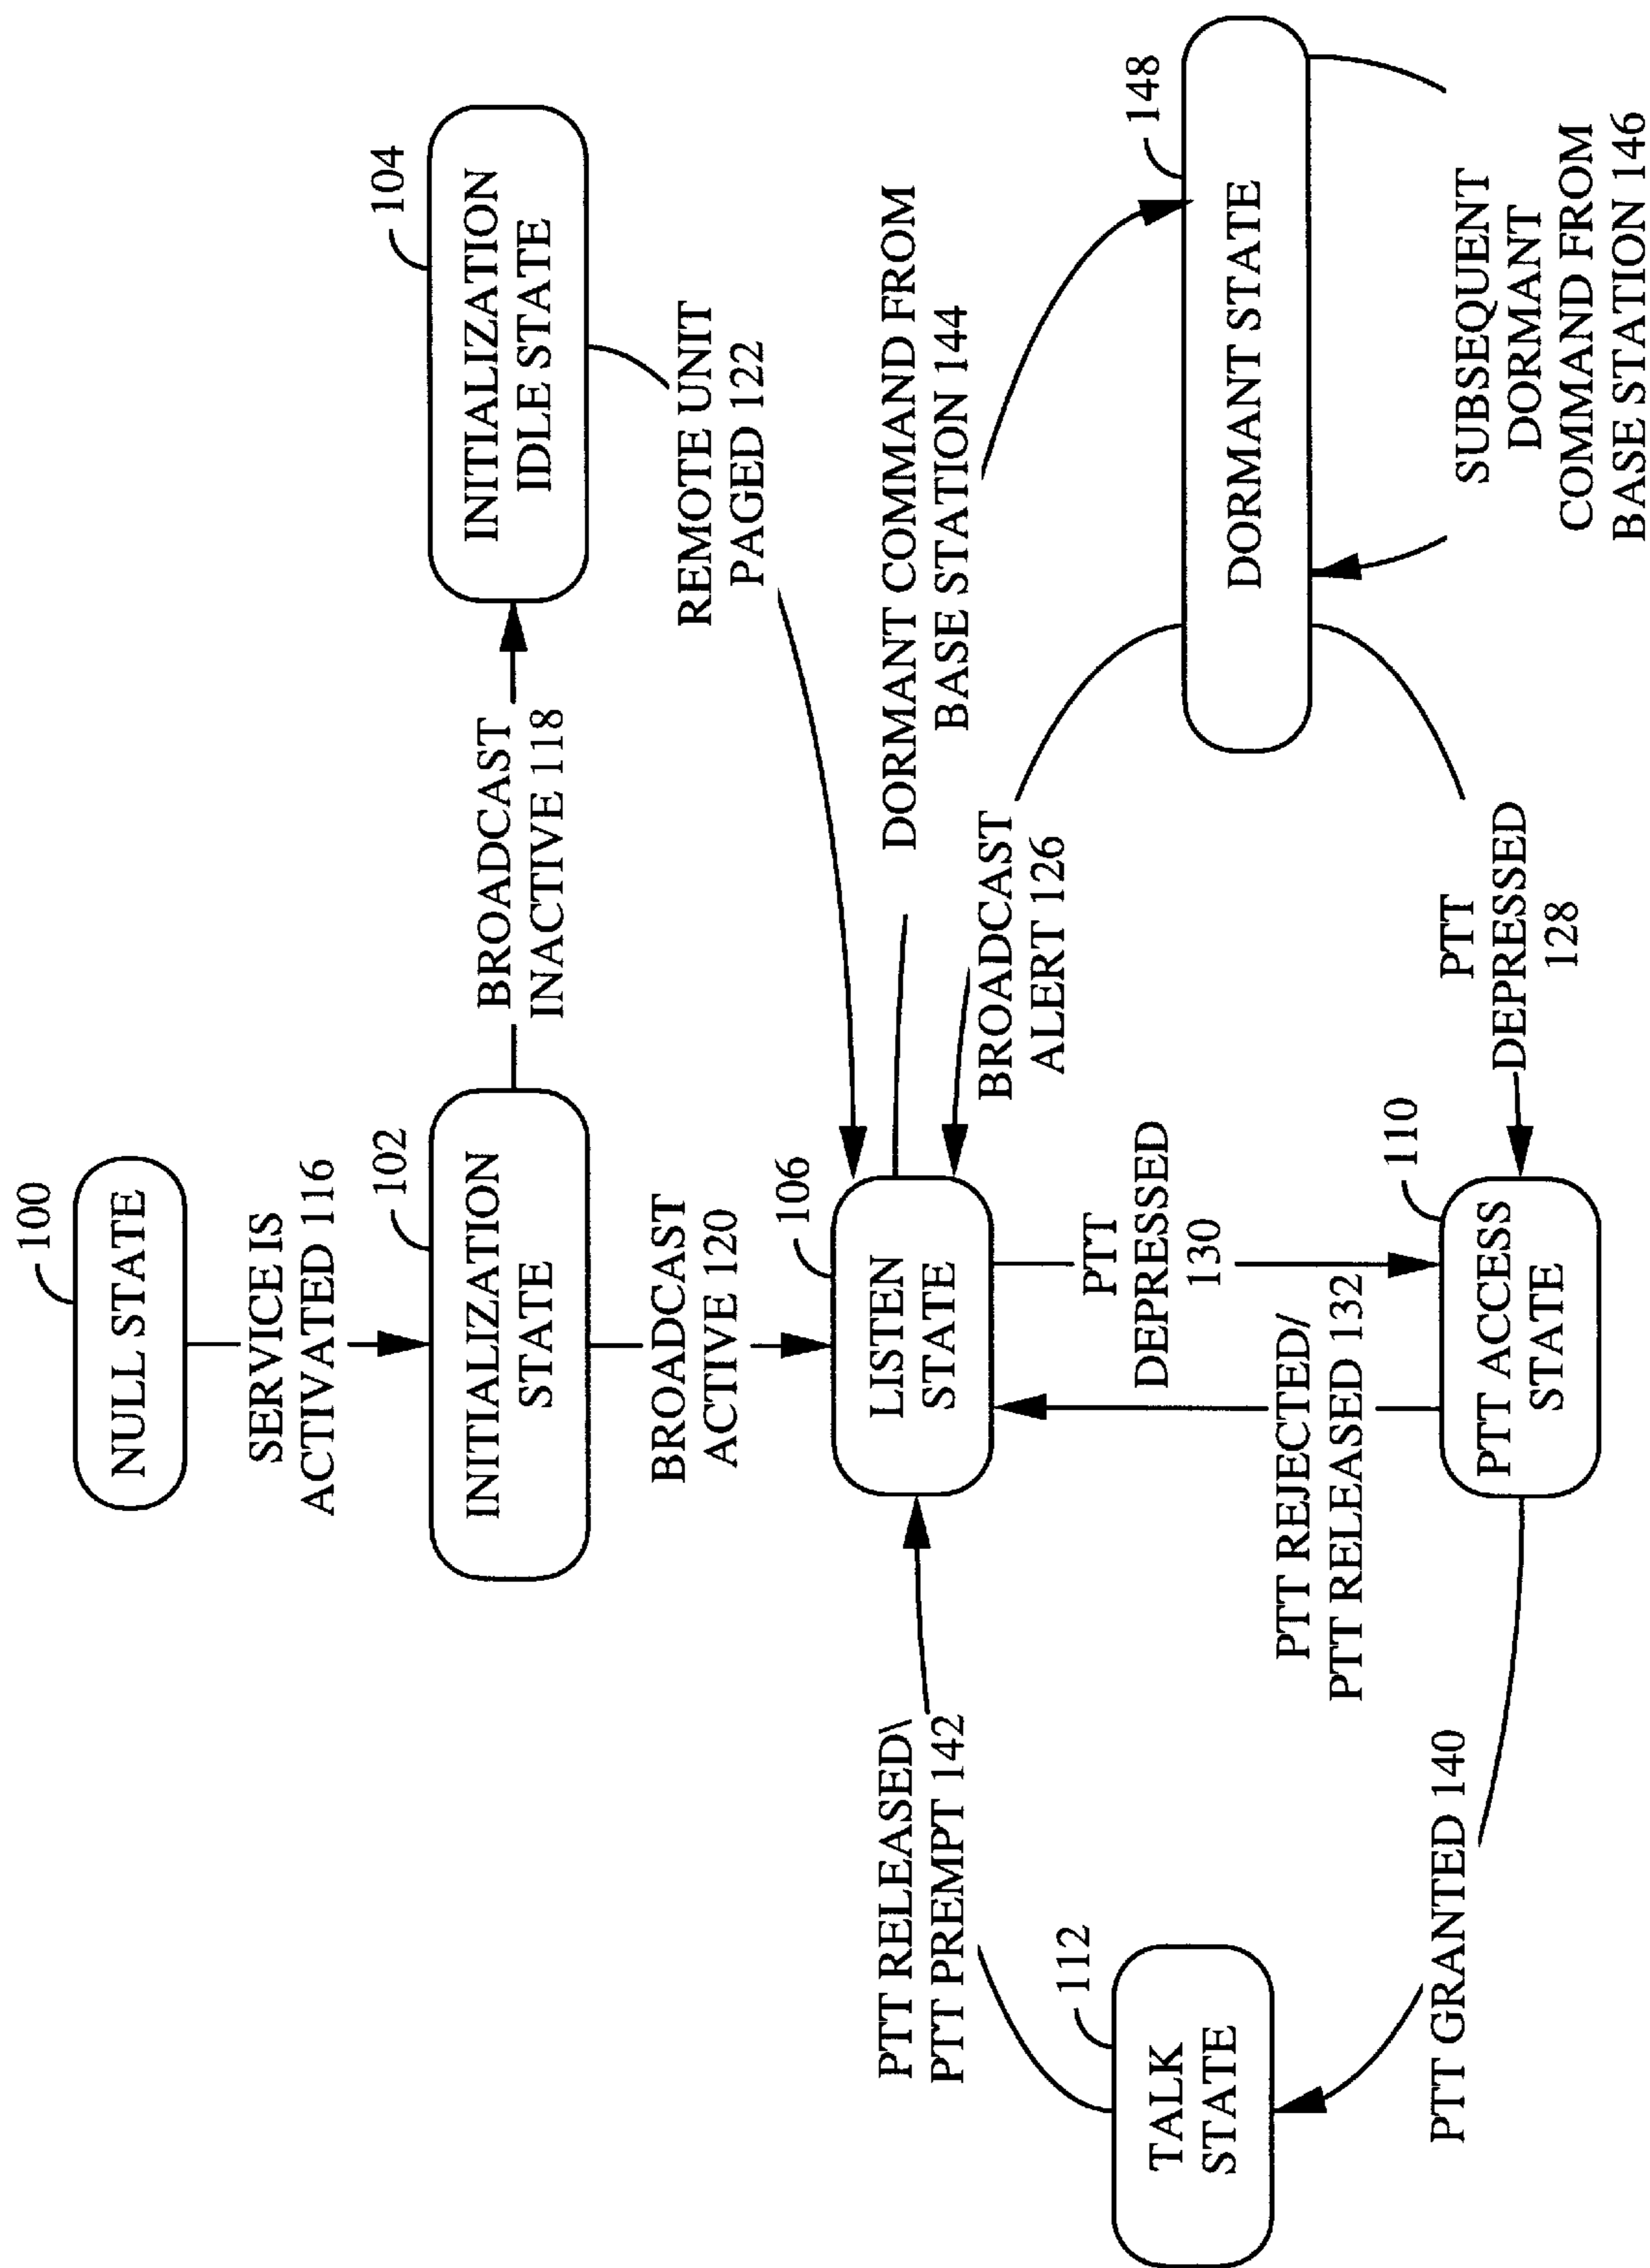 100
NULL STATE
SERVICE IS
ACTIVATED 116
102
INITIALIZATION
STATE
BROADCAST
INACTIVE 118
104
INITIALIZATION
IDLE STATE
BROADCAST
ACTIVE 120
REMOTE UNIT
PAGED 122
106
LISTEN
STATE
PTT RELEASED\
PTT PREMPT 142
DORMANT COMMAND FROM
BASE STATION 144
BROADCAST
ALERT 126
148
DORMANT STATE
112
TALK
STATE
PTT
DEPRESSED
130
PTT REJECTED/
PTT RELEASED 132
110
PTT ACCESS
STATE
PTT GRANTED 140
PTT
DEPRESSED
128
SUBSEQUENT
DORMANT
COMMAND FROM
BASE STATION 146